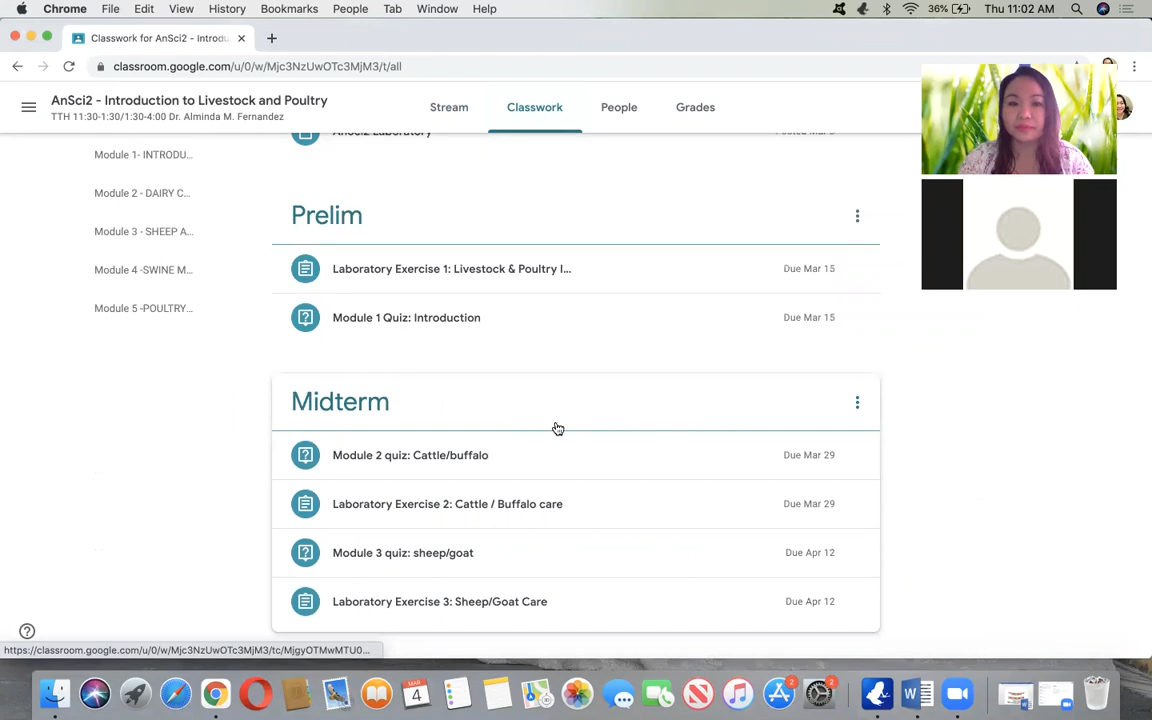 Chrome File Edit View History Bookmarks People Tab Window Help 36% Thu 11:02 AM
Classwork for AnSci2 - Introdu
classroom.google.com/u/0/w/Mjc3NzUwOTc3MjM3/t/all
AnSci2 - Introduction to Livestock and Poultry
TTH 11:30-1:30/1:30-4:00 Dr. Alminda M. Fernandez
Stream Classwork People Grades
AnSci2 Laboratory
Module 1- INTRODU...
Module 2 - DAIRY C...
Module 3 - SHEEP A...
Module 4 -SWINE M...
Module 5 -POULTRY...
Prelim
Laboratory Exercise 1: Livestock & Poultry I... Due Mar 15
Module 1 Quiz: Introduction Due Mar 15
Midterm
Module 2 quiz: Cattle/buffalo Due Mar 29
Laboratory Exercise 2: Cattle / Buffalo care Due Mar 29
Module 3 quiz: sheep/goat Due Apr 12
Laboratory Exercise 3: Sheep/Goat Care Due Apr 12
https://classroom.google.com/u/0/w/Mjc3NzUwOTc3MjM3/tc/MjgyOTMwMTU0...
MAR
4
2
2